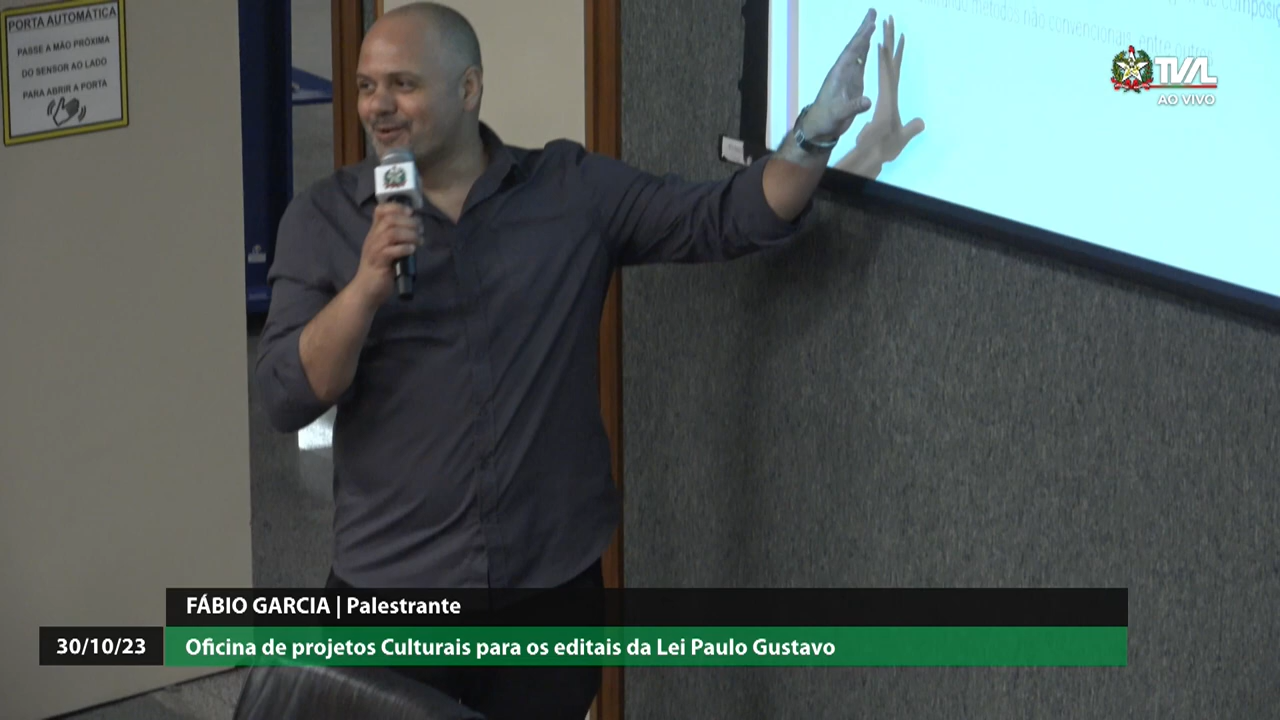 PORTA AUTOMÁTICA
PASSE A MÃO PRÓXIMA
DO SENSOR AO LADO
PARA ABRIR A PORTA
métodos não convencionais, entre outros
TVAL
AO VIVO
FÁBIO GARCIA | Palestrante
30/10/23
Oficina de projetos Culturais para os editais da Lei Paulo Gustavo